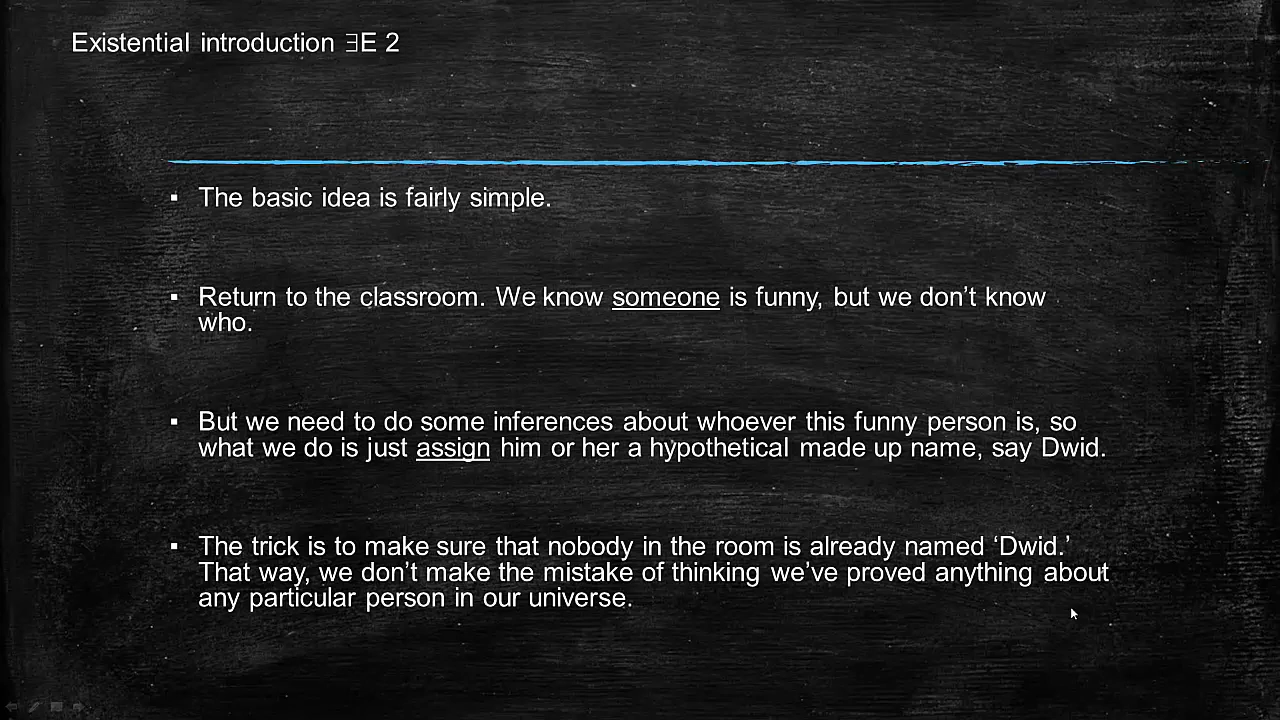 Existential introduction ∃E 2
▪ The basic idea is fairly simple.
▪ Return to the classroom. We know someone is funny, but we don’t know
who.
▪ But we need to do some inferences about whoever this funny person is, so
what we do is just assign him or her a hypothetical made up name, say Dwid.
▪ The trick is to make sure that nobody in the room is already named ‘Dwid.’
That way, we don’t make the mistake of thinking we’ve proved anything about
any particular person in our universe.